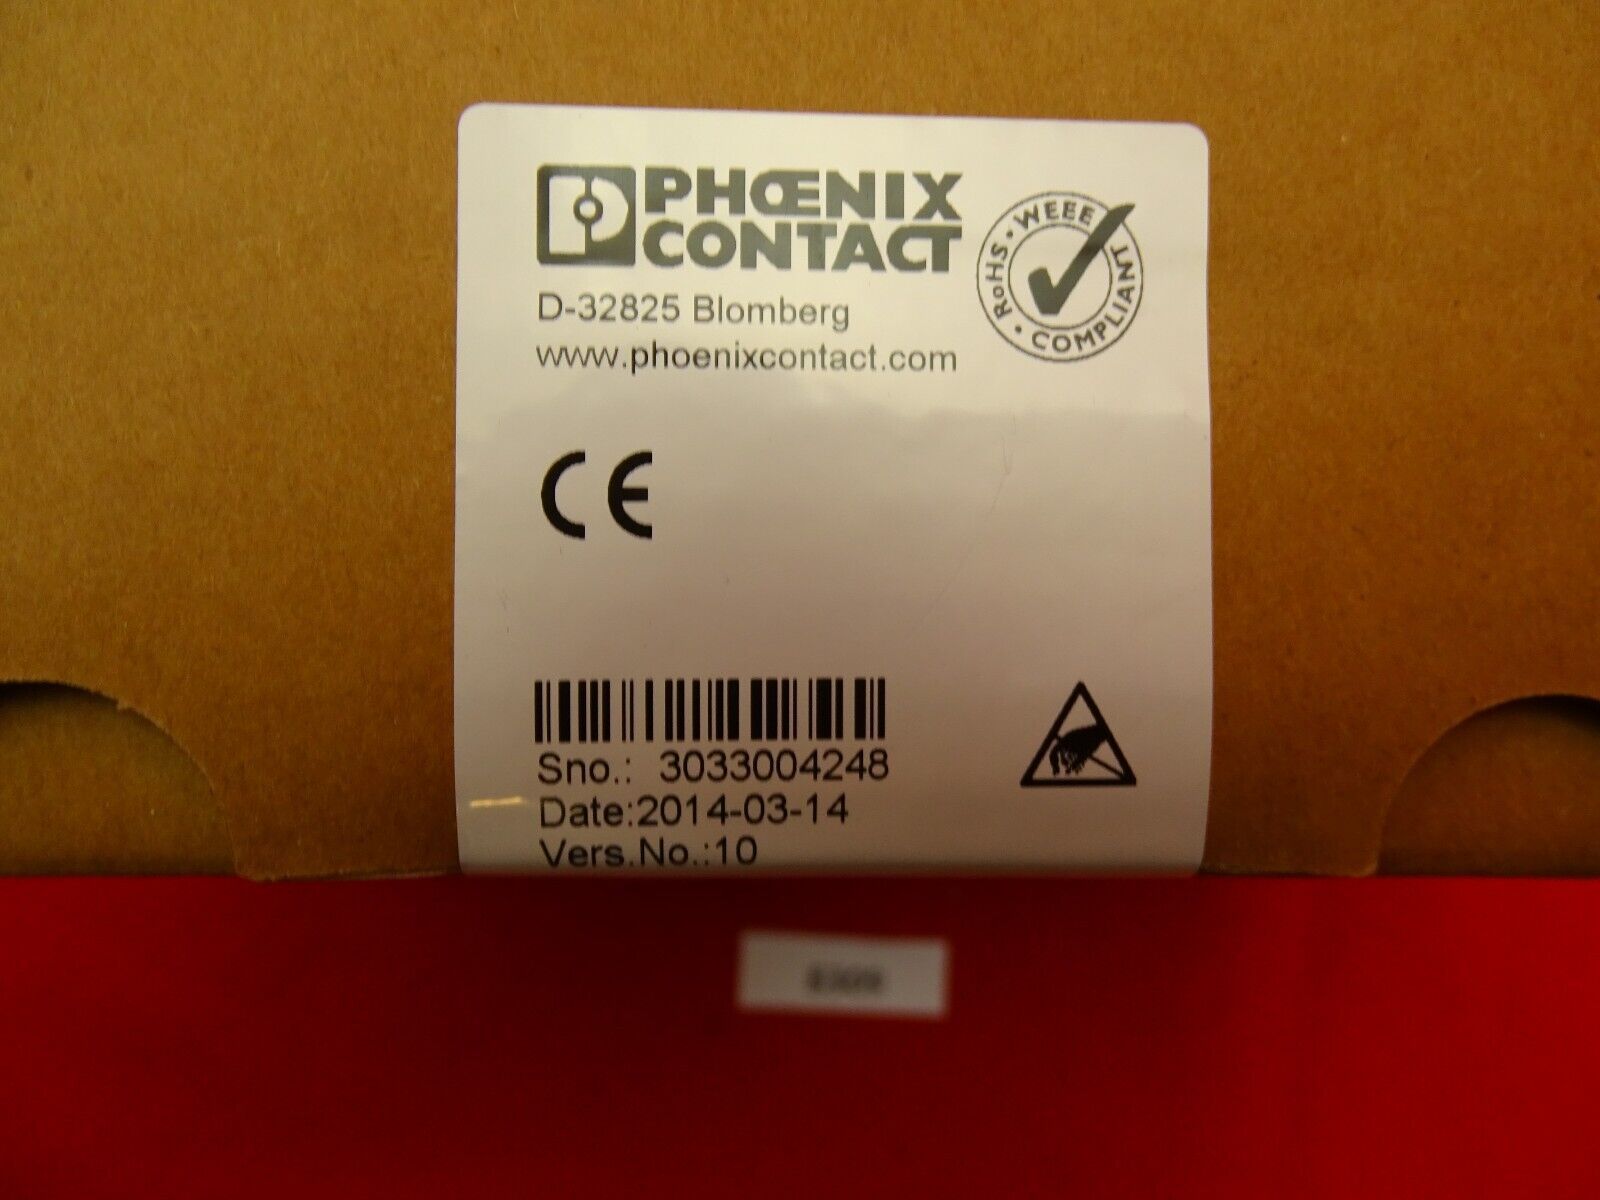 PHŒNIX
CONTACT
RoHS • WEEE • COMPLIANT
D-32825 Blomberg
www.phoenixcontact.com
CE
Sno.: 3033004248
Date:2014-03-14
Vers.No.:10